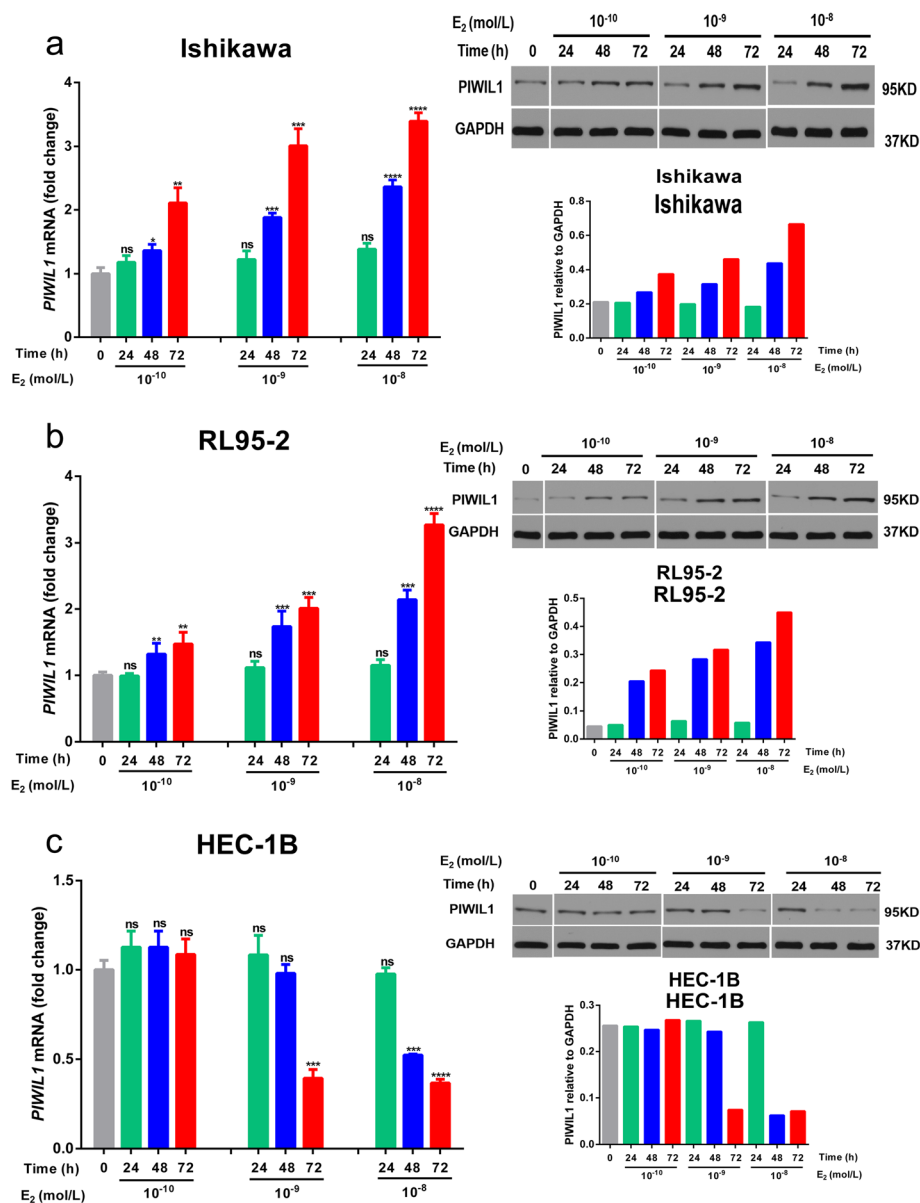 a
Ishikawa
PIWIL1 mRNA (fold change)
4
3
2
1
0
ns
*
**
ns
***
***
ns
****
****
Time (h) 0 24 48 72 24 48 72 24 48 72
E₂ (mol/L) 10⁻¹⁰ 10⁻⁹ 10⁻⁸
E₂ (mol/L) 10⁻¹⁰ 10⁻⁹ 10⁻⁸
Time (h) 0 24 48 72 24 48 72 24 48 72
PIWIL1 95KD
GAPDH 37KD
Ishikawa
Ishikawa
PIWIL1 relative to GAPDH
0.8
0.6
0.4
0.2
0.0
0 24 48 72 24 48 72 24 48 72 Time (h)
10⁻¹⁰ 10⁻⁹ 10⁻⁸ E₂ (mol/L)
b
RL95-2
PIWIL1 mRNA (fold change)
4
3
2
1
0
ns
**
**
ns
***
***
ns
***
****
Time (h) 0 24 48 72 24 48 72 24 48 72
E₂ (mol/L) 10⁻¹⁰ 10⁻⁹ 10⁻⁸
E₂ (mol/L) 10⁻¹⁰ 10⁻⁹ 10⁻⁸
Time (h) 0 24 48 72 24 48 72 24 48 72
PIWIL1 95KD
GAPDH 37KD
RL95-2
RL95-2
PIWIL1 relative to GAPDH
0.5
0.4
0.3
0.2
0.1
0.0
0 24 48 72 24 48 72 24 48 72 Time (h)
10⁻¹⁰ 10⁻⁹ 10⁻⁸ E₂ (mol/L)
c
HEC-1B
PIWIL1 mRNA (fold change)
1.5
1.0
0.5
0.0
ns
ns
ns
ns
ns
***
ns
***
****
Time (h) 0 24 48 72 24 48 72 24 48 72
E₂ (mol/L) 10⁻¹⁰ 10⁻⁹ 10⁻⁸
E₂ (mol/L) 10⁻¹⁰ 10⁻⁹ 10⁻⁸
Time (h) 0 24 48 72 24 48 72 24 48 72
PIWIL1 95KD
GAPDH 37KD
HEC-1B
HEC-1B
PIWIL1 relative to GAPDH
0.3
0.2
0.1
0.0
0 24 48 72 24 48 72 24 48 72 Time (h)
10⁻¹⁰ 10⁻⁹ 10⁻⁸ E₂ (mol/L)